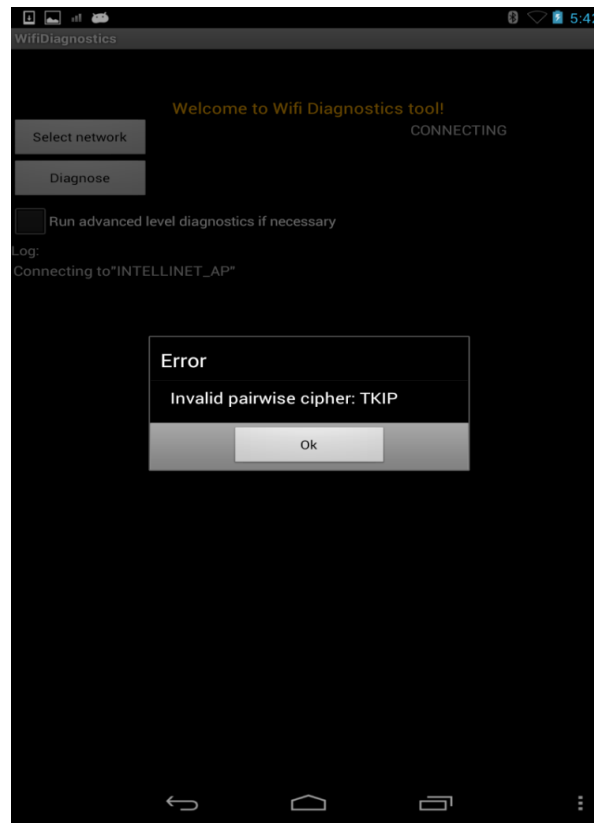 5:42
WifiDiagnostics
Welcome to Wifi Diagnostics tool!
Select network
CONNECTING
Diagnose
Run advanced level diagnostics if necessary
Log:
Connecting to"INTELLINET_AP"
Error
Invalid pairwise cipher: TKIP
Ok